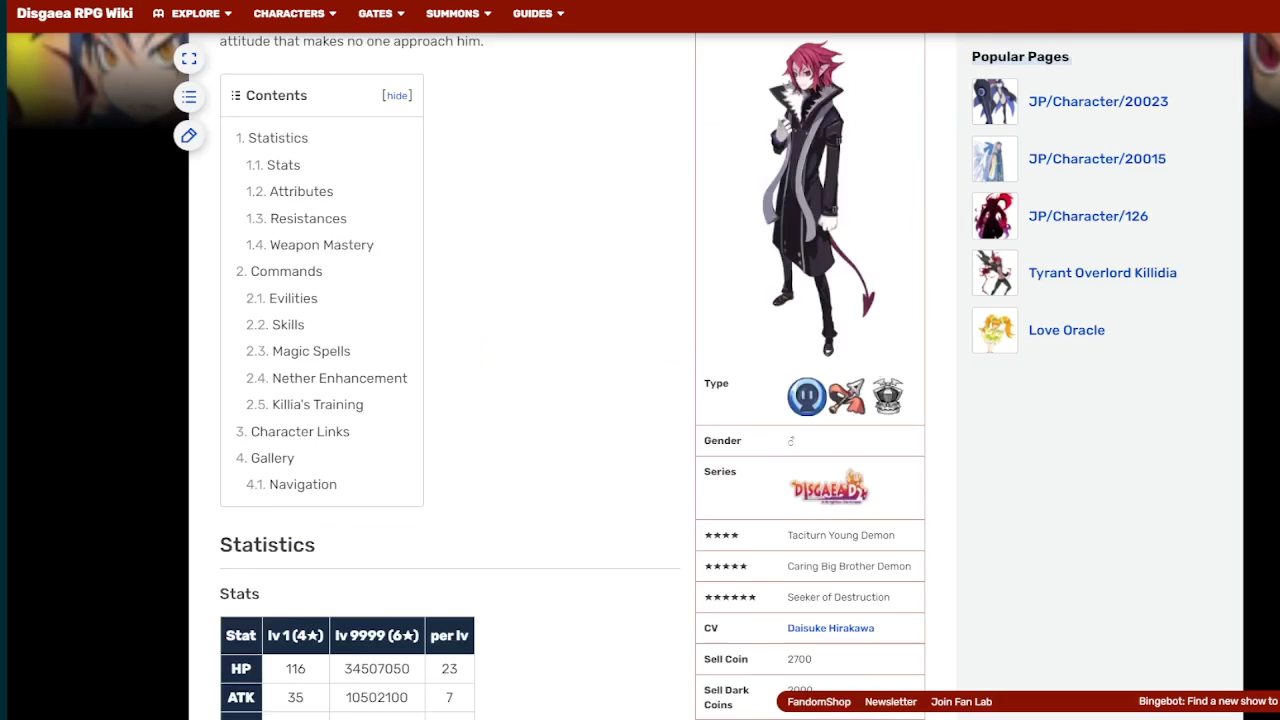 Disgaea RPG Wiki EXPLORE CHARACTERS GATES SUMMONS GUIDES
attitude that makes no one approach him.
Contents [hide]
1. Statistics
1.1. Stats
1.2. Attributes
1.3. Resistances
1.4. Weapon Mastery
2. Commands
2.1. Evilities
2.2. Skills
2.3. Magic Spells
2.4. Nether Enhancement
2.5. Killia's Training
3. Character Links
4. Gallery
4.1. Navigation
Statistics
Stats
Stat lv 1 (4★) lv 9999 (6★) per lv
HP 116 34507050 23
ATK 35 10502100 7
Type
Gender ♂
Series DISGAEA D2
★★★★ Taciturn Young Demon
★★★★★ Caring Big Brother Demon
★★★★★★ Seeker of Destruction
CV Daisuke Hirakawa
Sell Coin 2700
Sell Dark
Coins
Popular Pages
JP/Character/20023
JP/Character/20015
JP/Character/126
Tyrant Overlord Killidia
Love Oracle
FandomShop Newsletter Join Fan Lab Bingebot: Find a new show to